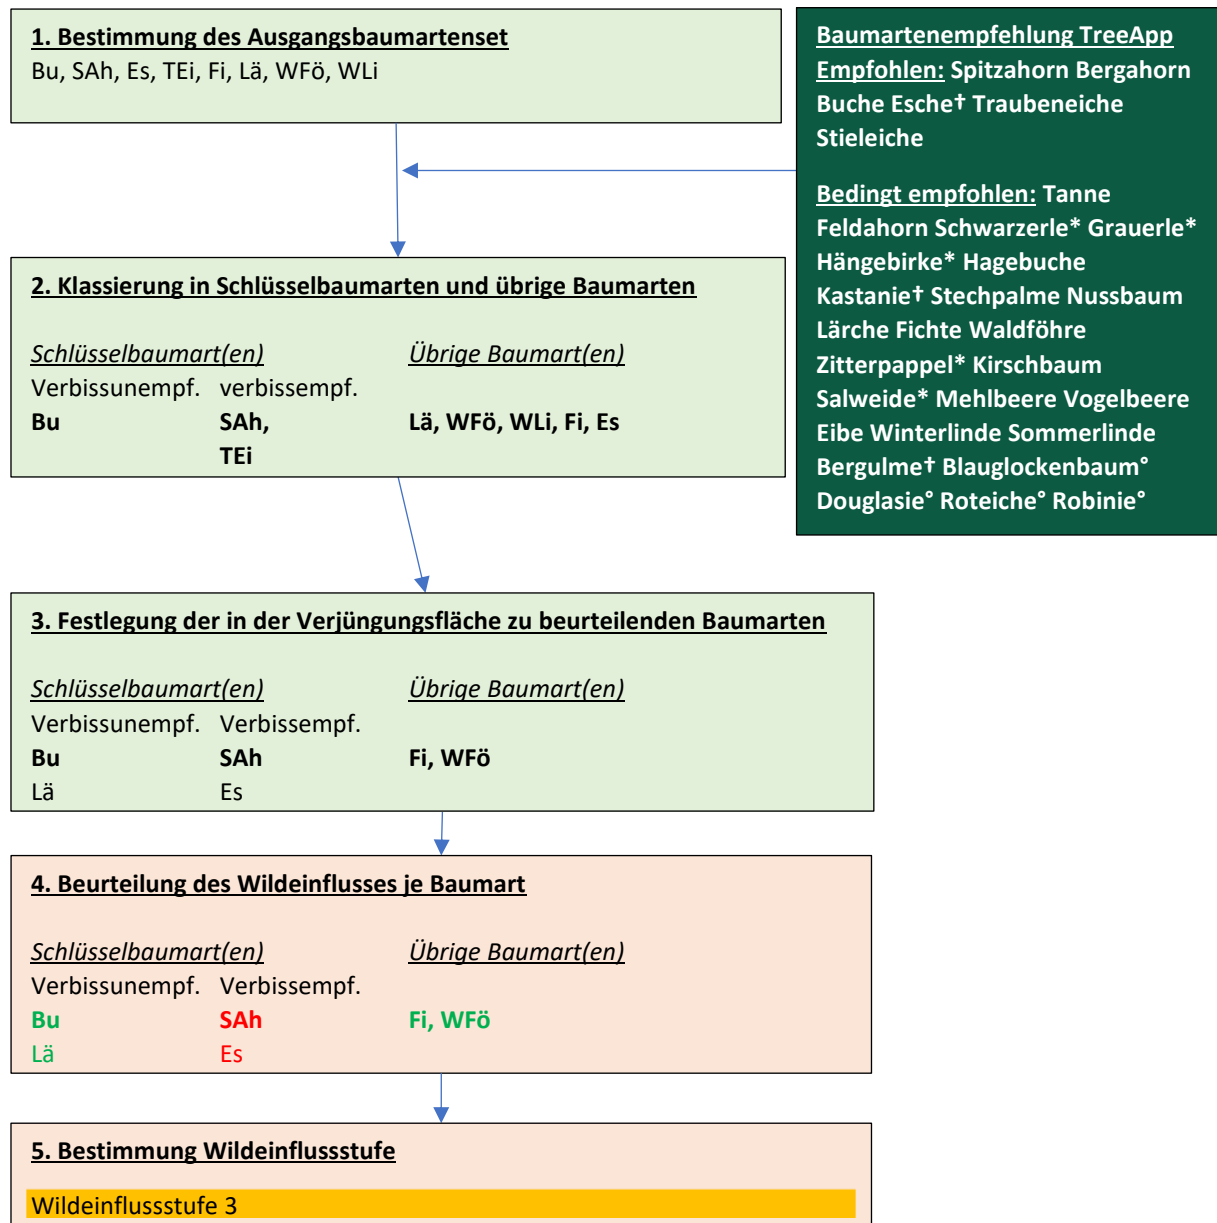 1. Bestimmung des Ausgangsbaumartenset
Bu, SAh, Es, TEi, Fi, Lä, WFö, WLi
Baumartenempfehlung TreeApp
Empfohlen: Spitzahorn Bergahorn
Buche Esche† Traubeneiche
Stieleiche
Bedingt empfohlen: Tanne
Feldahorn Schwarzerle* Grauerle*
Hängebirke* Hagebuche
Kastanie† Stechpalme Nussbaum
Lärche Fichte Waldföhre
Zitterpappel* Kirschbaum
Salweide* Mehlbeere Vogelbeere
Eibe Winterlinde Sommerlinde
Bergulme† Blauglockenbaum°
Douglasie° Roteiche° Robinie°
2. Klassierung in Schlüsselbaumarten und übrige Baumarten
Schlüsselbaumart(en) Übrige Baumart(en)
Verbissunempf. verbissempf.
Bu SAh, Lä, WFö, WLi, Fi, Es
TEi
3. Festlegung der in der Verjüngungsfläche zu beurteilenden Baumarten
Schlüsselbaumart(en) Übrige Baumart(en)
Verbissunempf. Verbissempf.
Bu SAh Fi, WFö
Lä Es
4. Beurteilung des Wildeinflusses je Baumart
Schlüsselbaumart(en) Übrige Baumart(en)
Verbissunempf. Verbissempf.
Bu SAh Fi, WFö
Lä Es
5. Bestimmung Wildeinflussstufe
Wildeinflussstufe 3